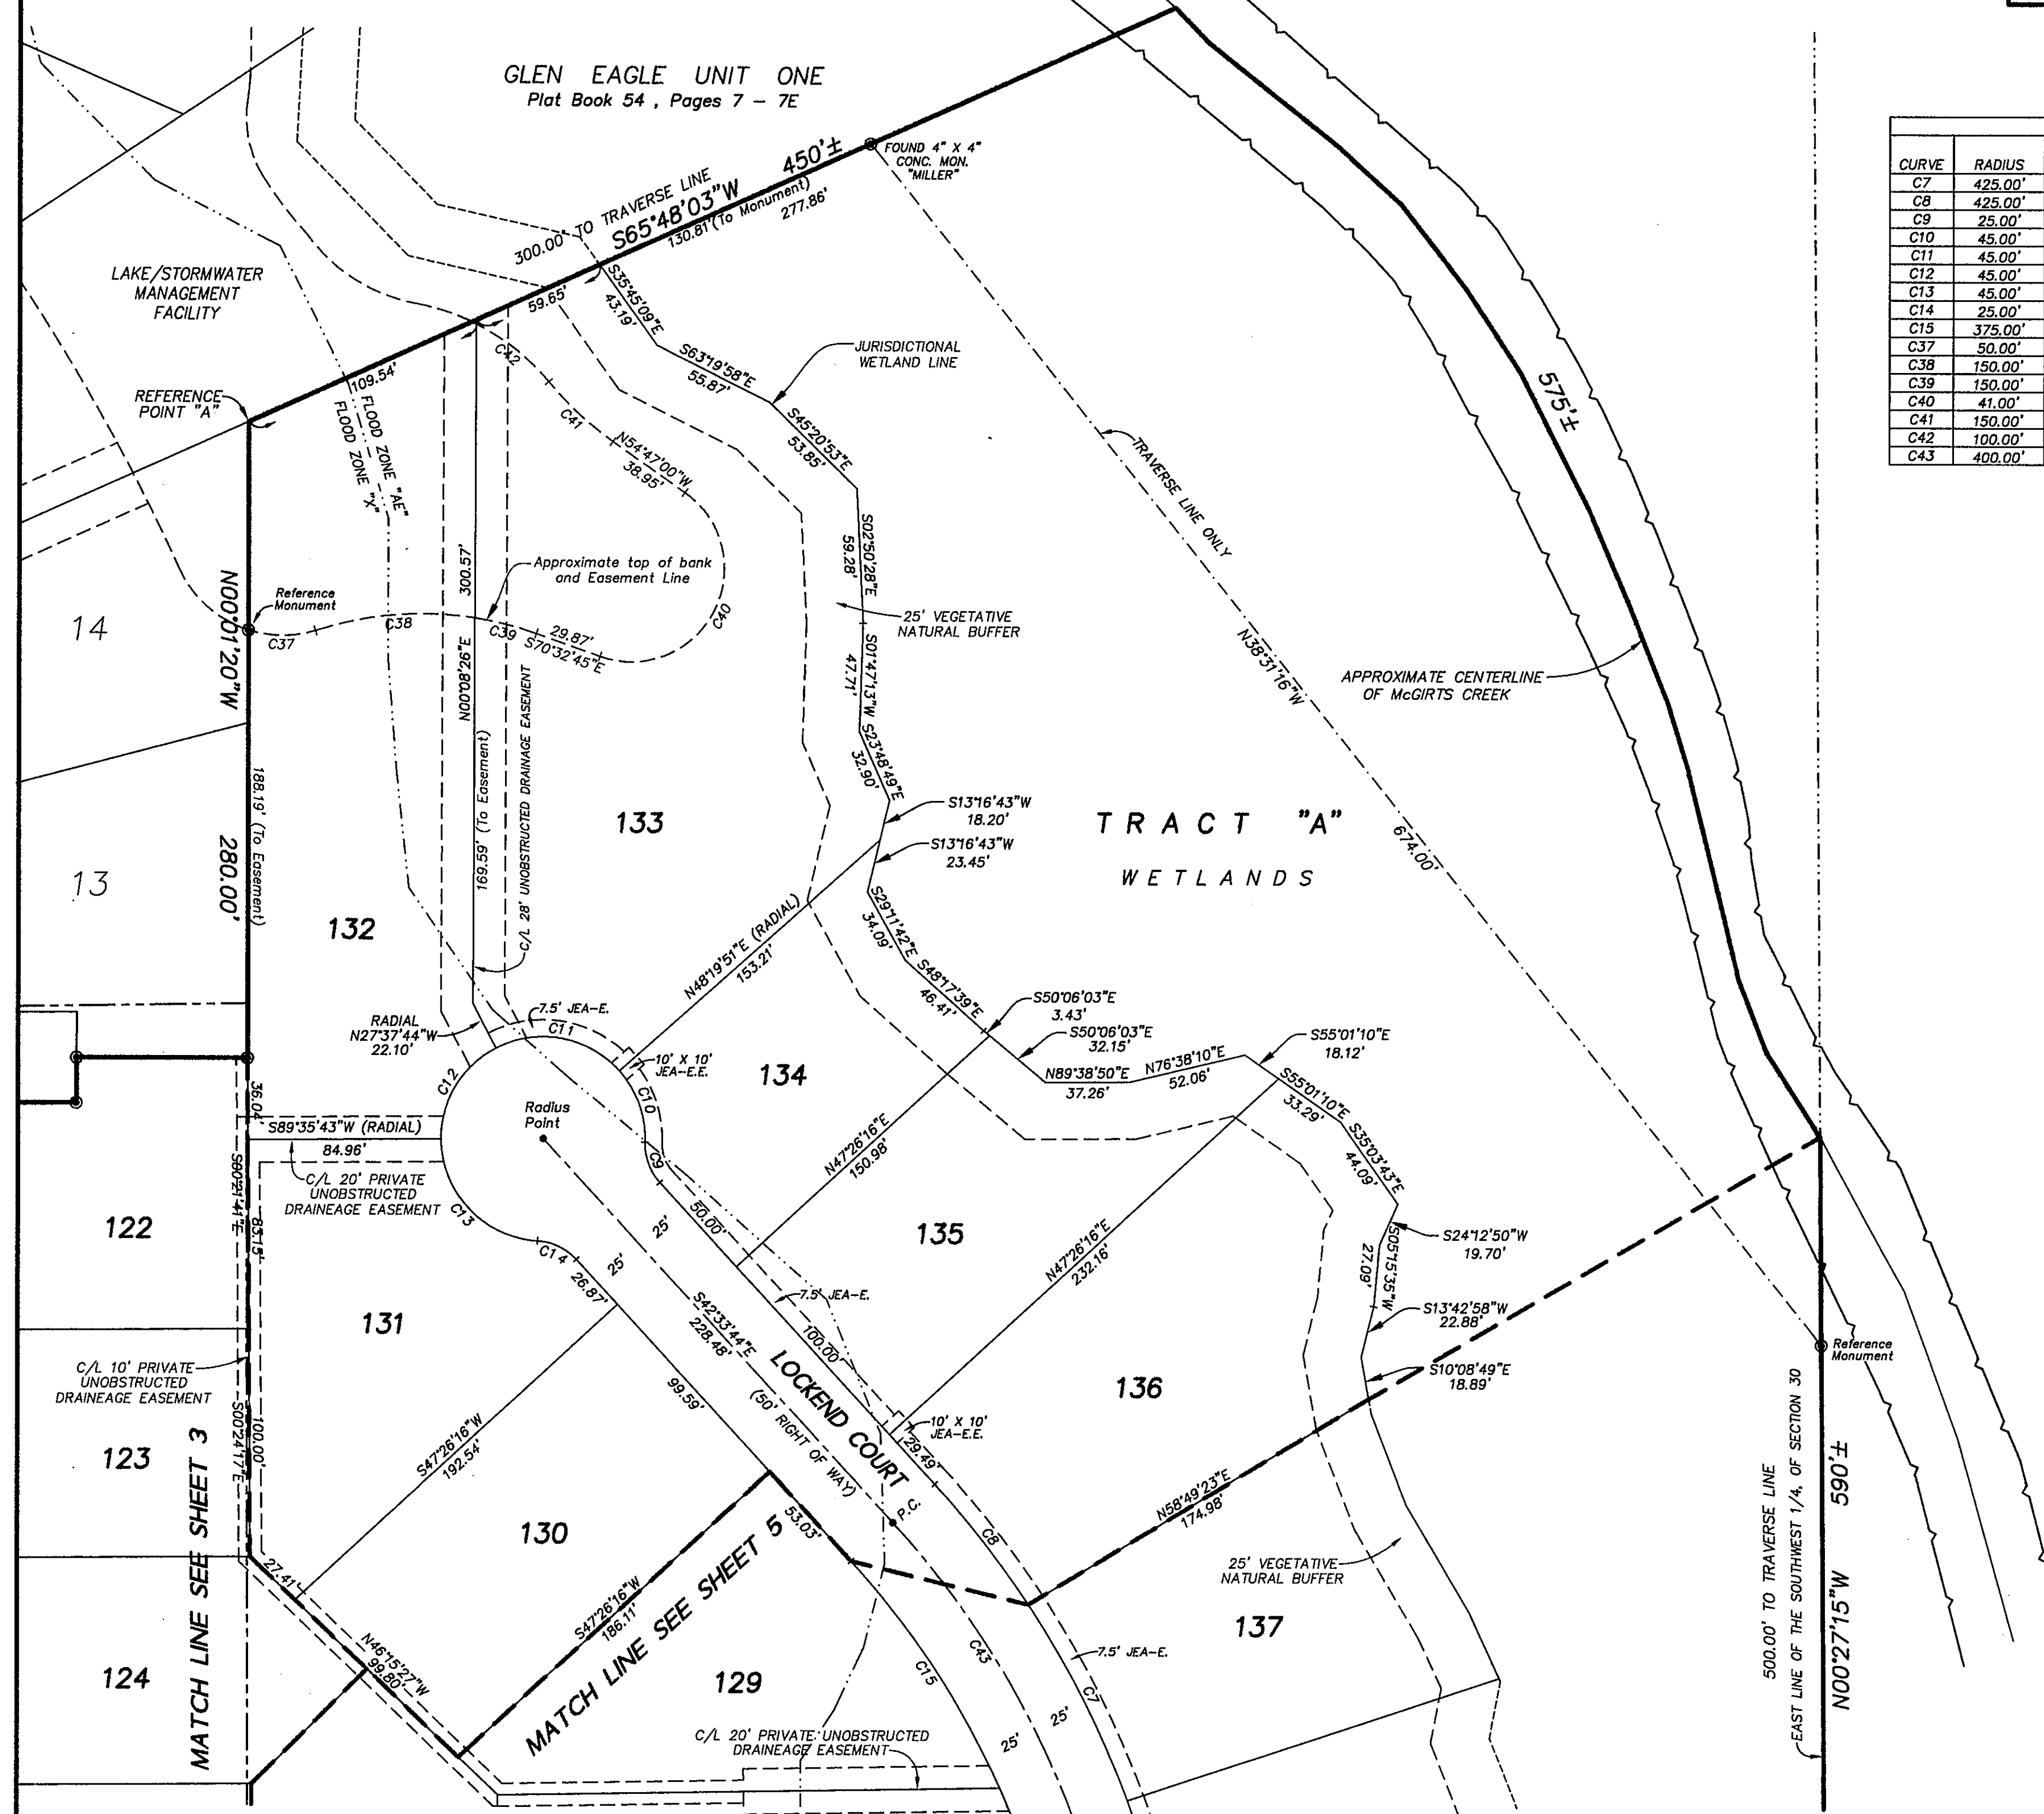 GLEN EAGLE UNIT ONE
Plat Book 54 , Pages 7 - 7E
300.00' TO TRAVERSE LINE
S65°48'03"W 450'±
130.81'(To Monument)
277.86'
FOUND 4" X 4"
CONC. MON.
"MILLER"
LAKE/STORMWATER
MANAGEMENT
FACILITY
59.65'
109.54'
REFERENCE
POINT "A"
FLOOD ZONE "AE"
FLOOD ZONE "X"
S35°45'09"E
43.19'
S63°19'58"E
55.87'
JURISDICTIONAL
WETLAND LINE
C42
C41
N54°47'00"W
38.95'
S45°20'53"E
53.85'
S02°50'28"E
59.28'
TRAVERSE LINE ONLY
575'±
CURVE RADIUS
C7 425.00'
C8 425.00'
C9 25.00'
C10 45.00'
C11 45.00'
C12 45.00'
C13 45.00'
C14 25.00'
C15 375.00'
C37 50.00'
C38 150.00'
C39 150.00'
C40 41.00'
C41 150.00'
C42 100.00'
C43 400.00'
14
N00°01'20"W
280.00'
188.19' (To Easement)
Reference
Monument
C37
C38
C39
29.87'
S70°32'45"E
C40
Approximate top of bank
and Easement Line
300.57'
N00°08'26"E
169.59' (To Easement)
C/L 28' UNOBSTRUCTED DRAINAGE EASEMENT
25' VEGETATIVE
NATURAL BUFFER
S01°47'13"W
47.71'
S23°48'49"E
32.90'
N38°31'16"W
674.00'
APPROXIMATE CENTERLINE
OF McGIRTS CREEK
13
132
133
S13°16'43"W
18.20'
S13°16'43"W
23.45'
TRACT "A"
WETLANDS
S29°11'42"E
34.09'
N48°19'51"E (RADIAL)
153.21'
S48°17'39"E
46.41'
S50°06'03"E
3.43'
S50°06'03"E
32.15'
N89°38'50"E
37.26'
N76°38'10"E
52.06'
S55°01'10"E
18.12'
S55°01'10"E
33.29'
S35°03'43"E
44.09'
S24°12'50"W
19.70'
S05°15'35"W
27.09'
S13°42'58"W
22.88'
S10°08'49"E
18.89'
RADIAL
N27°37'44"W
22.10'
7.5' JEA-E.
C11
10' X 10'
JEA-E.E.
C12
C10
134
Radius
Point
36.04'
S89°35'43"W (RADIAL)
84.96'
C/L 20' PRIVATE
UNOBSTRUCTED
DRAINEAGE EASEMENT
S00°21'41"E
83.15'
C9
C13
C14
50.00'
25'
25'
26.87'
N47°26'16"E
150.98'
135
N47°26'16"E
232.16'
122
131
7.5' JEA-E.
S42°33'44"E
228.48'
100.00'
LOCKEND COURT
(50' RIGHT OF WAY)
99.59'
136
Reference
Monument
C/L 10' PRIVATE
UNOBSTRUCTED
DRAINEAGE EASEMENT
S00°24'17"E
100.00'
123
S47°26'16"W
192.54'
10' X 10'
JEA-E.E.
29.49'
P.C.
C8
N58°49'23"E
174.98'
130
53.03'
MATCH LINE SEE SHEET 3
MATCH LINE SEE SHEET 5
S47°26'16"W
186.11'
27.41'
N46°15'27"W
99.80'
124
129
C15
C43
C7
7.5' JEA-E.
25'
25'
137
25' VEGETATIVE
NATURAL BUFFER
C/L 20' PRIVATE UNOBSTRUCTED
DRAINEAGE EASEMENT
500.00' TO TRAVERSE LINE
EAST LINE OF THE SOUTHWEST 1/4, OF SECTION 30
N00°27'15"W 590'±